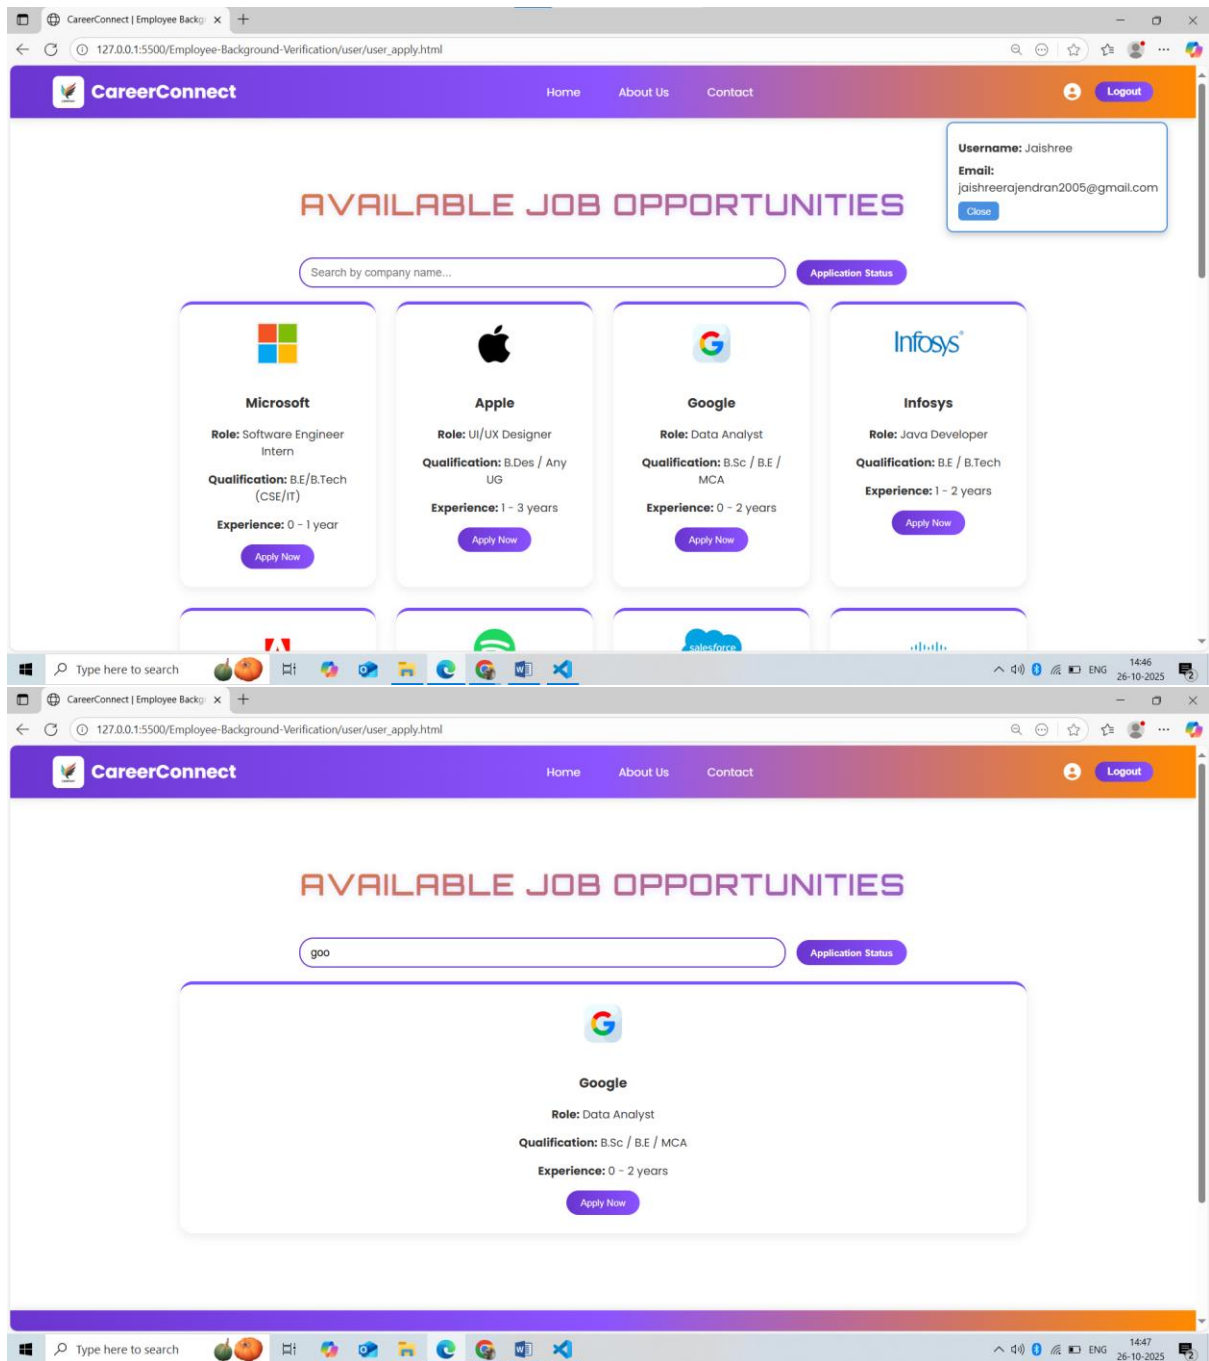 CareerConnect | Employee Backg
127.0.0.1:5500/Employee-Background-Verification/user/user_apply.html
CareerConnect
Home
About Us
Contact
Logout
Username: Jaishree
Email:
jaishreerajendran2005@gmail.com
Close
AVAILABLE JOB OPPORTUNITIES
Search by company name...
Application Status
Microsoft
Role: Software Engineer
Intern
Qualification: B.E/B.Tech
(CSE/IT)
Experience: 0 - 1 year
Apply Now
Apple
Role: UI/UX Designer
Qualification: B.Des / Any
UG
Experience: 1 - 3 years
Apply Now
G
Google
Role: Data Analyst
Qualification: B.Sc / B.E /
MCA
Experience: 0 - 2 years
Apply Now
Infosys
Infosys
Role: Java Developer
Qualification: B.E / B.Tech
Experience: 1 - 2 years
Apply Now
salesforce
Type here to search
ENG
14:46
26-10-2025
2
CareerConnect | Employee Backg
127.0.0.1:5500/Employee-Background-Verification/user/user_apply.html
CareerConnect
Home
About Us
Contact
Logout
AVAILABLE JOB OPPORTUNITIES
goo
Application Status
G
Google
Role: Data Analyst
Qualification: B.Sc / B.E / MCA
Experience: 0 - 2 years
Apply Now
Type here to search
ENG
14:47
26-10-2025
2